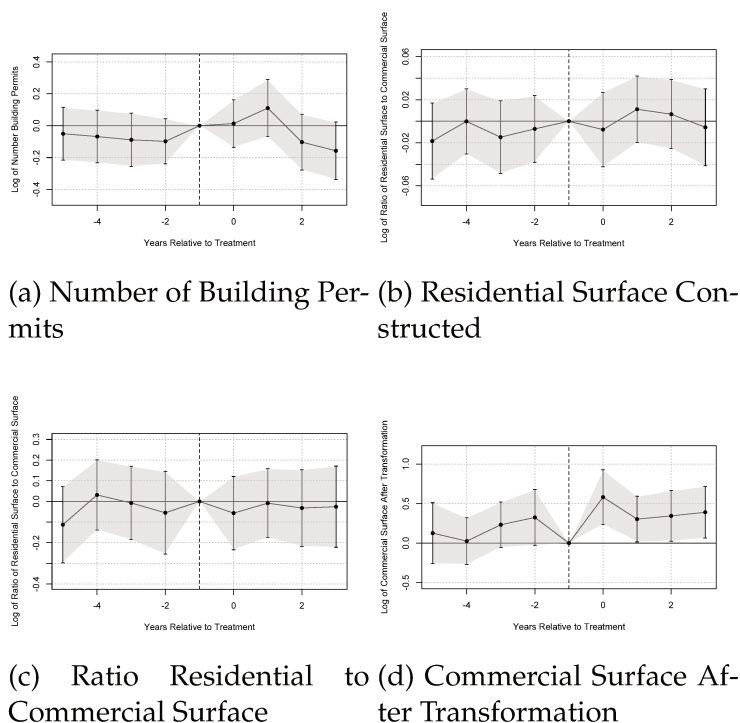 Log of Number Building Permits
0.4
0.2
0.0
-0.2
-0.4
-4
-2
0
2
Years Relative to Treatment
(a) Number of Building Per-
mits
Log of Ratio of Residential Surface to Commercial Surface
0.06
0.02
-0.02
-0.06
-4
-2
0
2
Years Relative to Treatment
(b) Residential Surface Con-
structed
Log of Ratio of Residential Surface to Commercial Surface
0.3
0.2
0.1
0.0
-0.2
-0.4
-4
-2
0
2
Years Relative to Treatment
(c) Ratio Residential to
Commercial Surface
Log of Commercial Surface After Transformation
1.0
0.5
0.0
-0.5
-4
-2
0
2
Years Relative to Treatment
(d) Commercial Surface Af-
ter Transformation